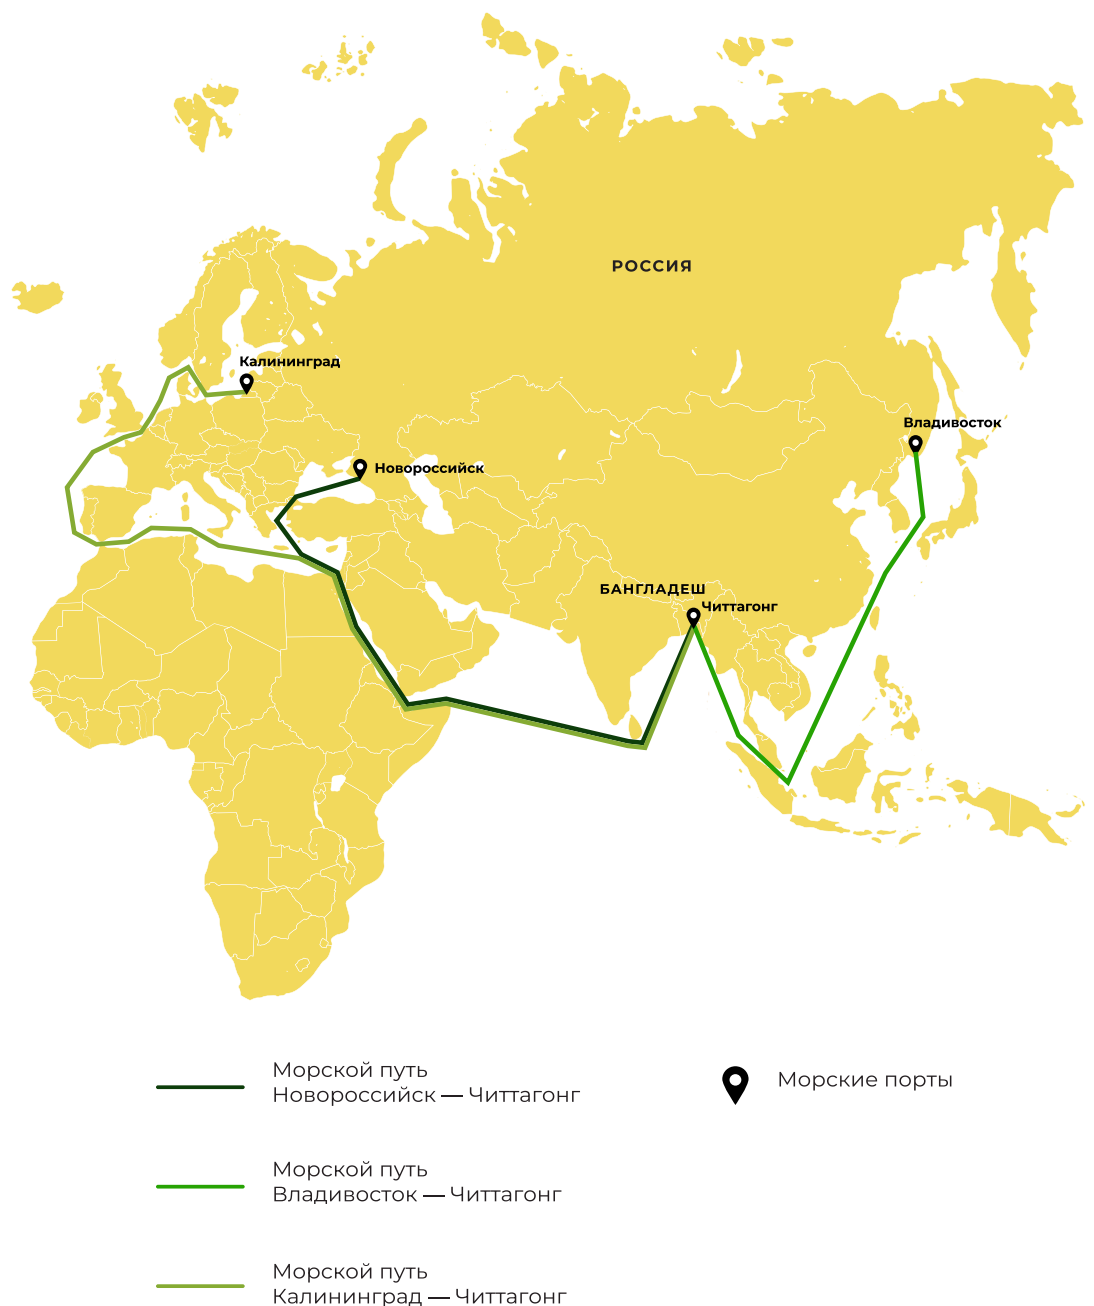 РОССИЯ
Калининград
Владивосток
Новороссийск
БАНГЛАДЕШ
Читтагонг
Морской путь
Новороссийск — Читтагонг
Морские порты
Морской путь
Владивосток — Читтагонг
Морской путь
Калининград — Читтагонг